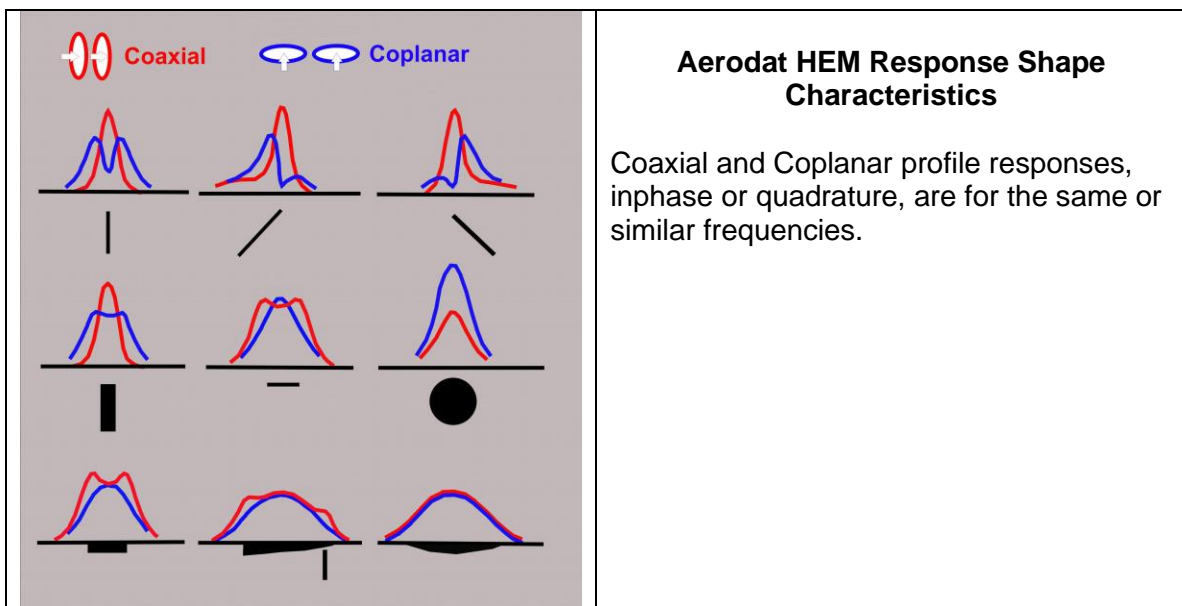 Coaxial
Coplanar
Aerodat HEM Response Shape
Characteristics
Coaxial and Coplanar profile responses,
inphase or quadrature, are for the same or
similar frequencies.